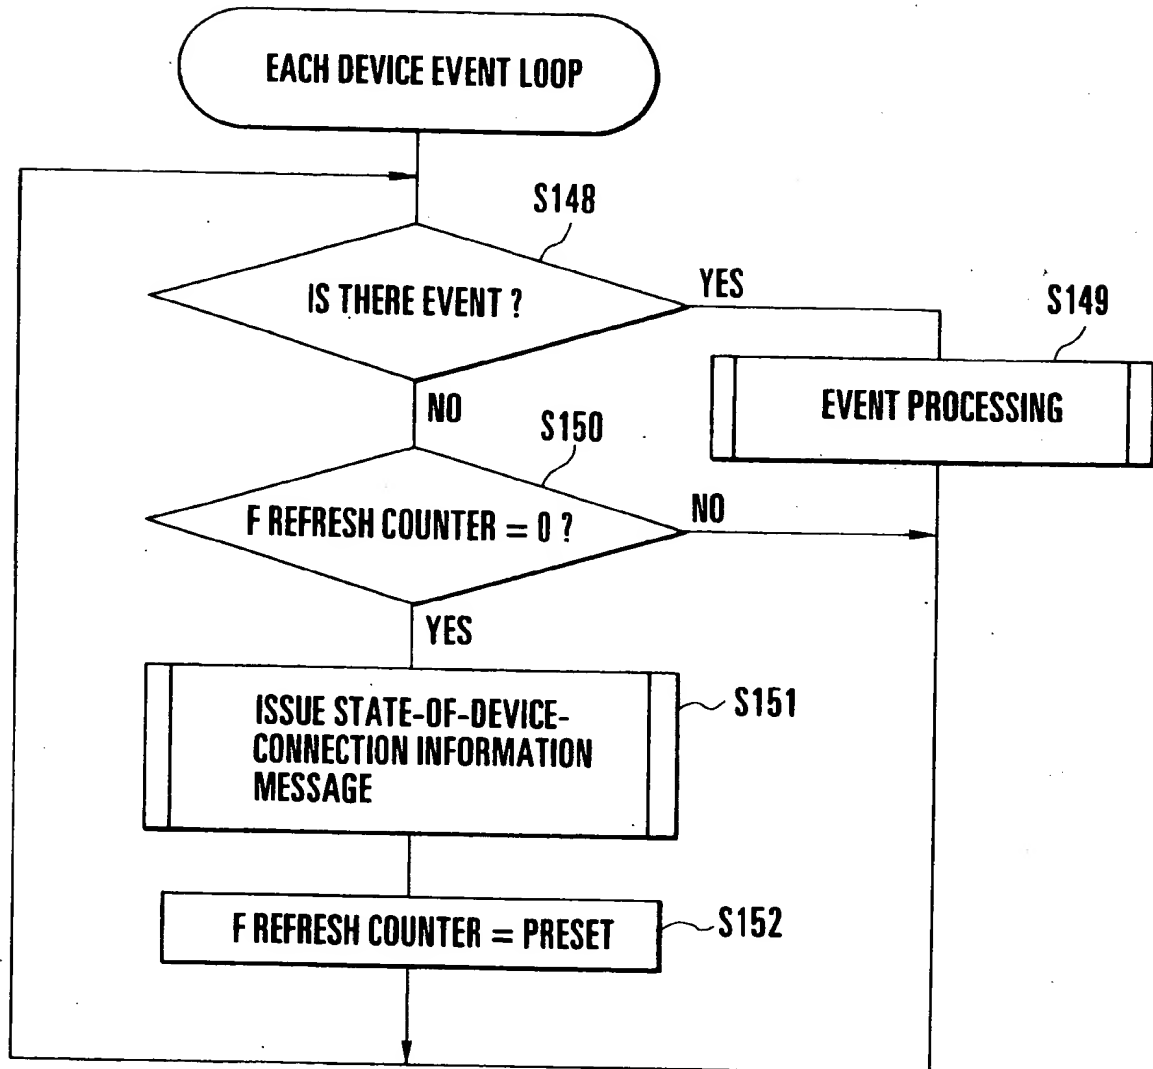 EACH DEVICE EVENT LOOP
S148
IS THERE EVENT ?
YES
S149
EVENT PROCESSING
NO
S150
F REFRESH COUNTER = 0 ?
NO
YES
ISSUE STATE-OF-DEVICE-
CONNECTION INFORMATION
MESSAGE
S151
F REFRESH COUNTER = PRESET
S152